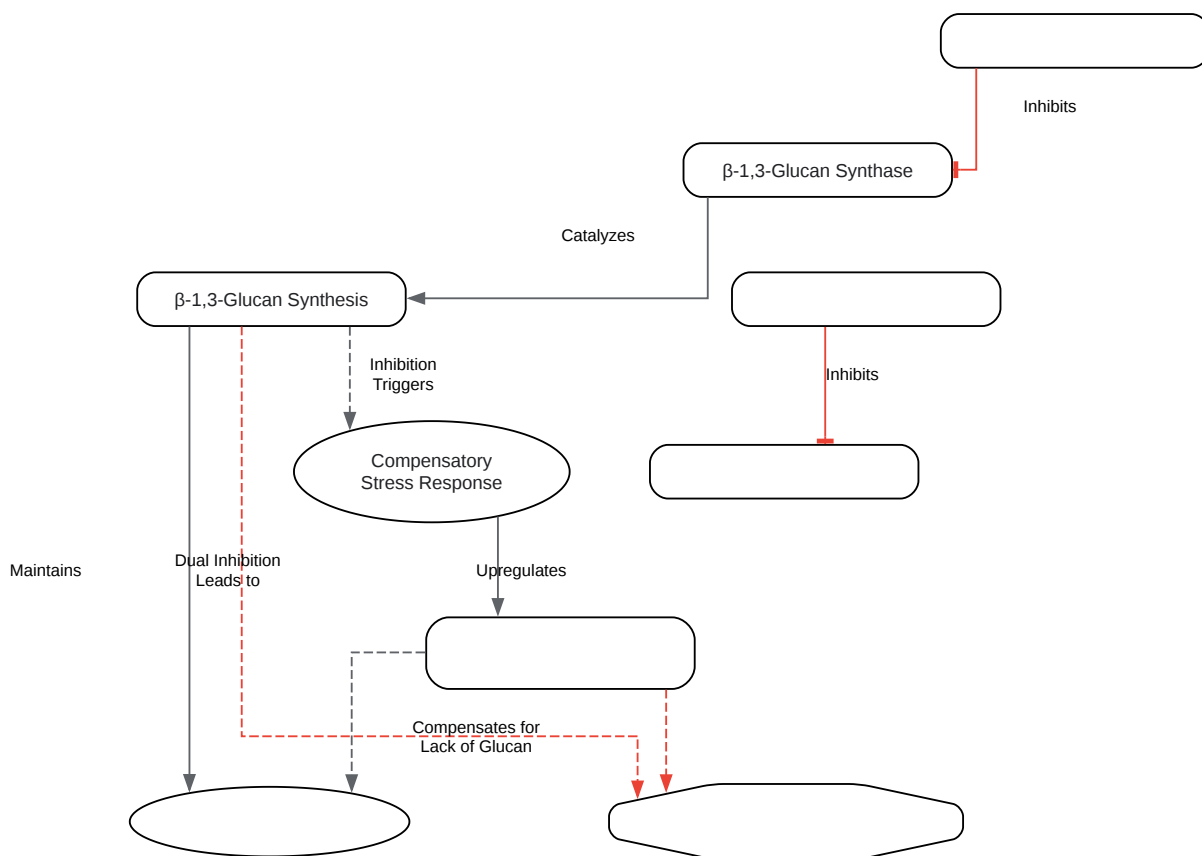 Inhibits
β-1,3-Glucan Synthase
Catalyzes
β-1,3-Glucan Synthesis
Inhibition
Triggers
Inhibits
Compensatory
Stress Response
Maintains
Dual Inhibition
Leads to
Upregulates
Compensates for
Lack of Glucan